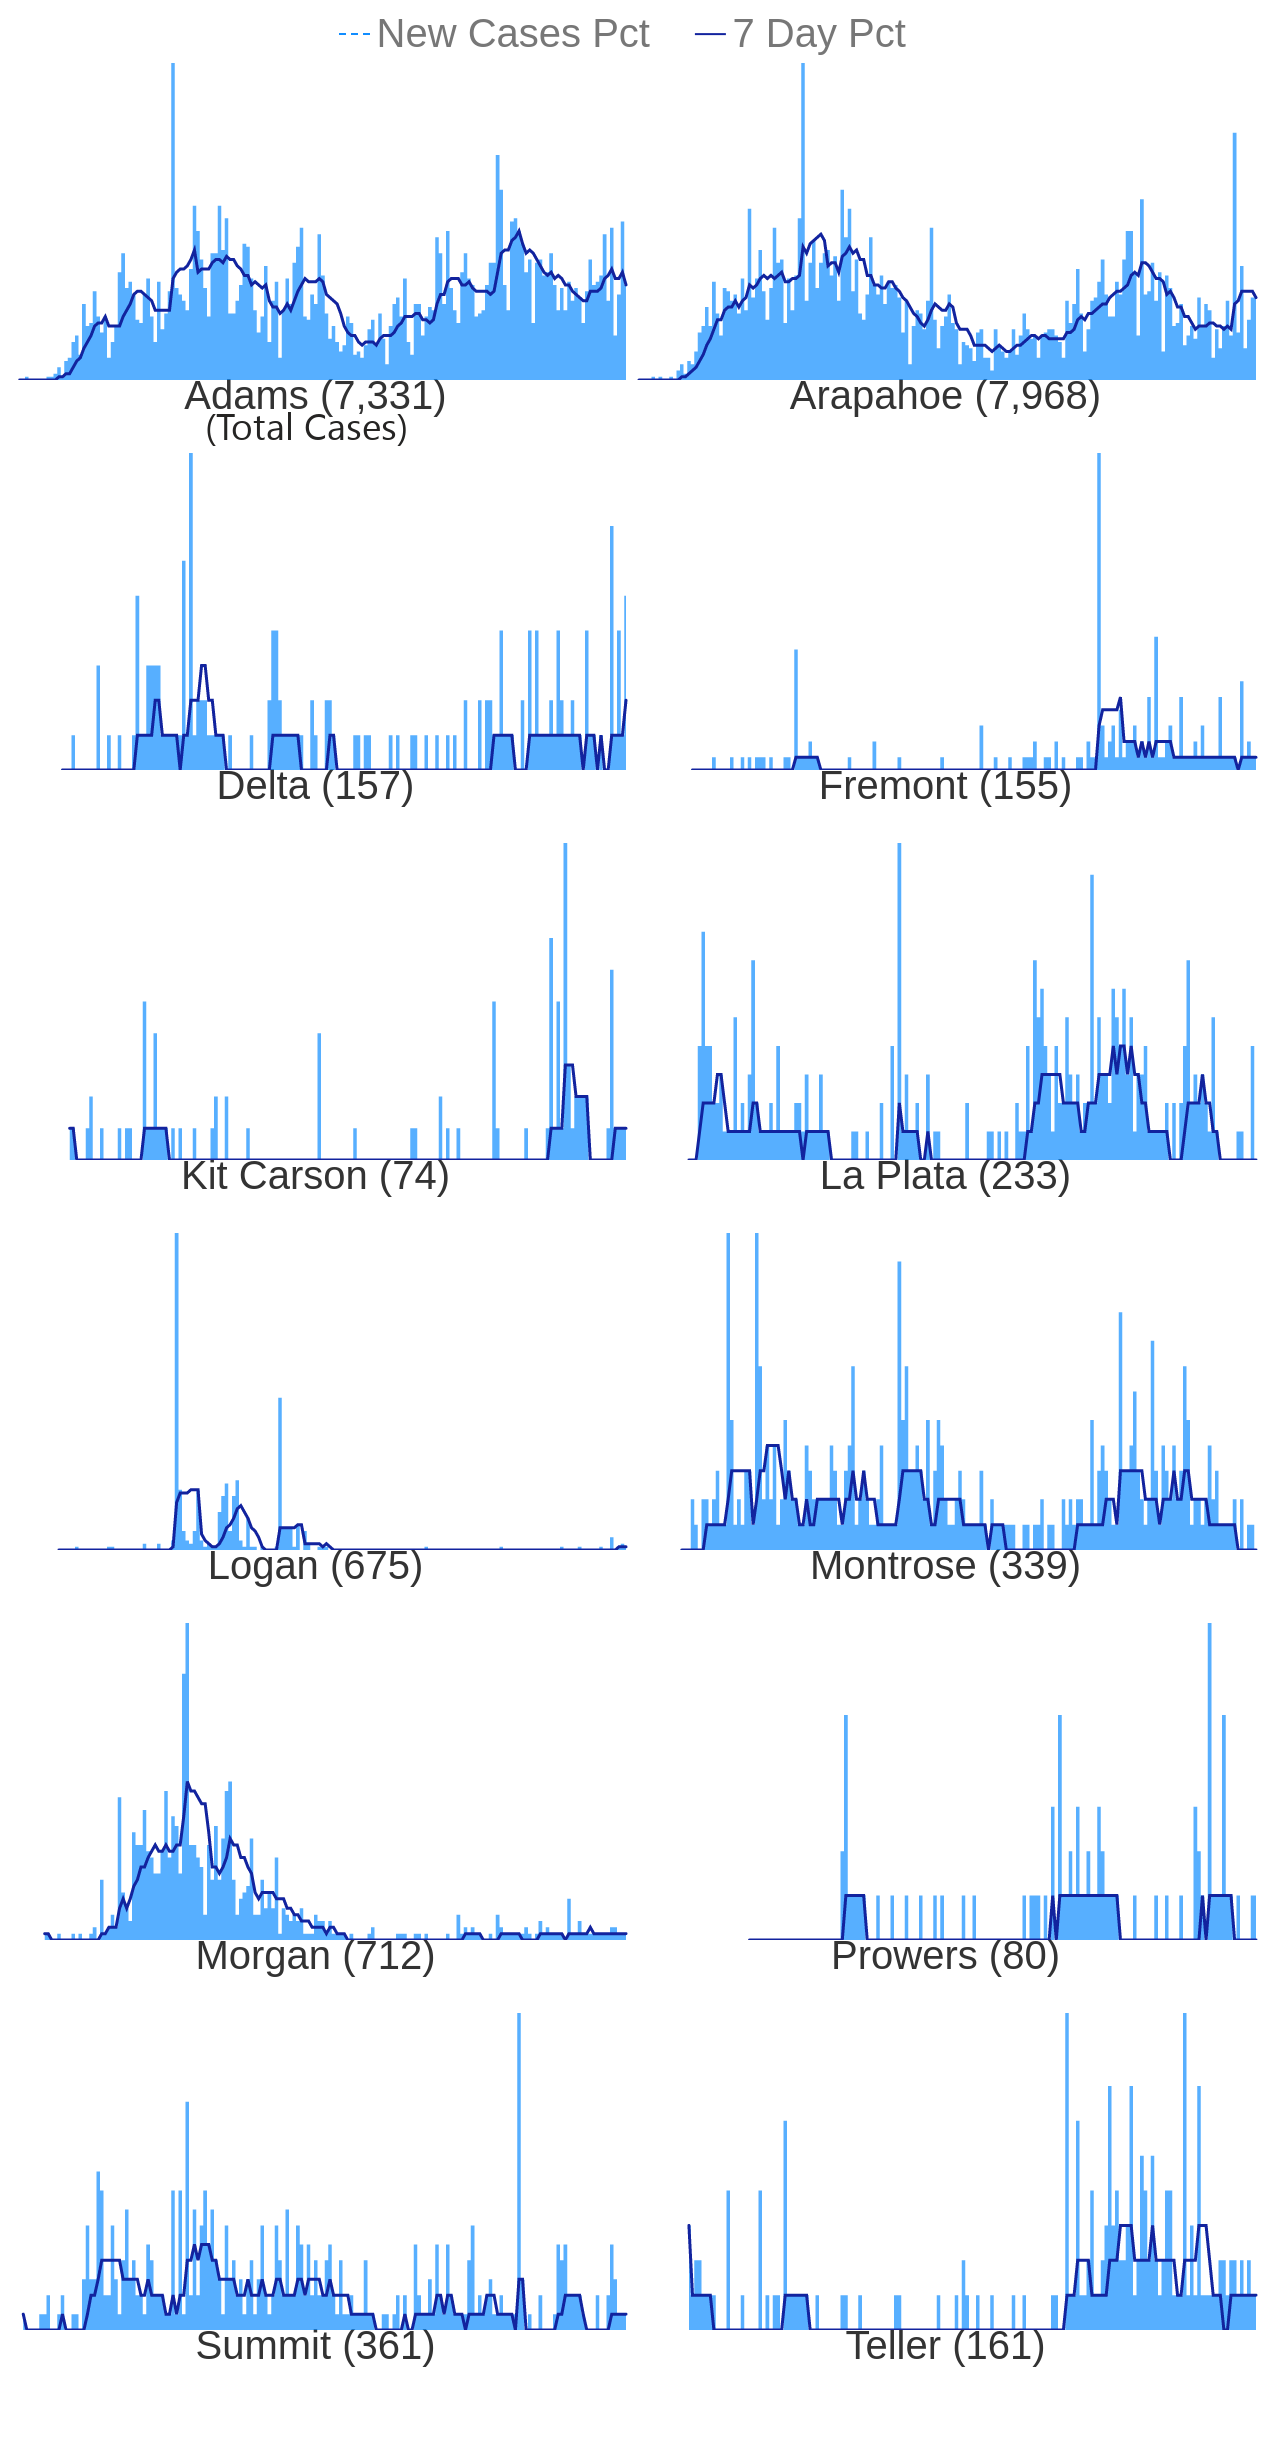 New Cases Pct 7 Day Pct
Adams (7,331) Arapahoe (7,968)
(Total Cases)
Delta (157) Fremont (155)
Kit Carson (74) La Plata (233)
Logan (675) Montrose (339)
Morgan (712) Prowers (80)
Summit (361) Teller (161)